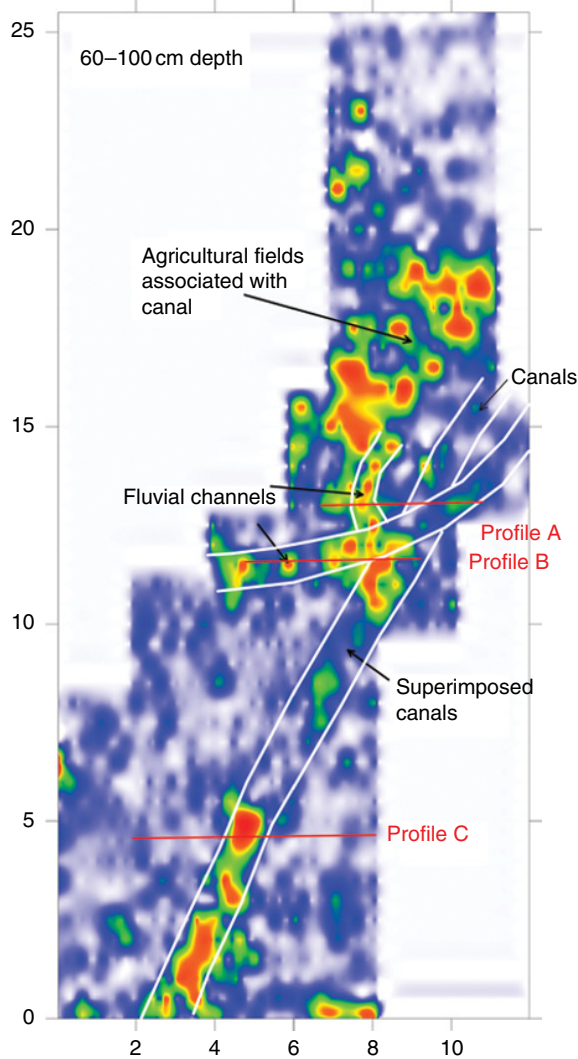 25
60–100 cm depth
20
Agricultural fields
associated with
canal
Canals
15
Fluvial channels
Profile A
Profile B
10
Superimposed
canals
5
Profile C
0
2 4 6 8 10